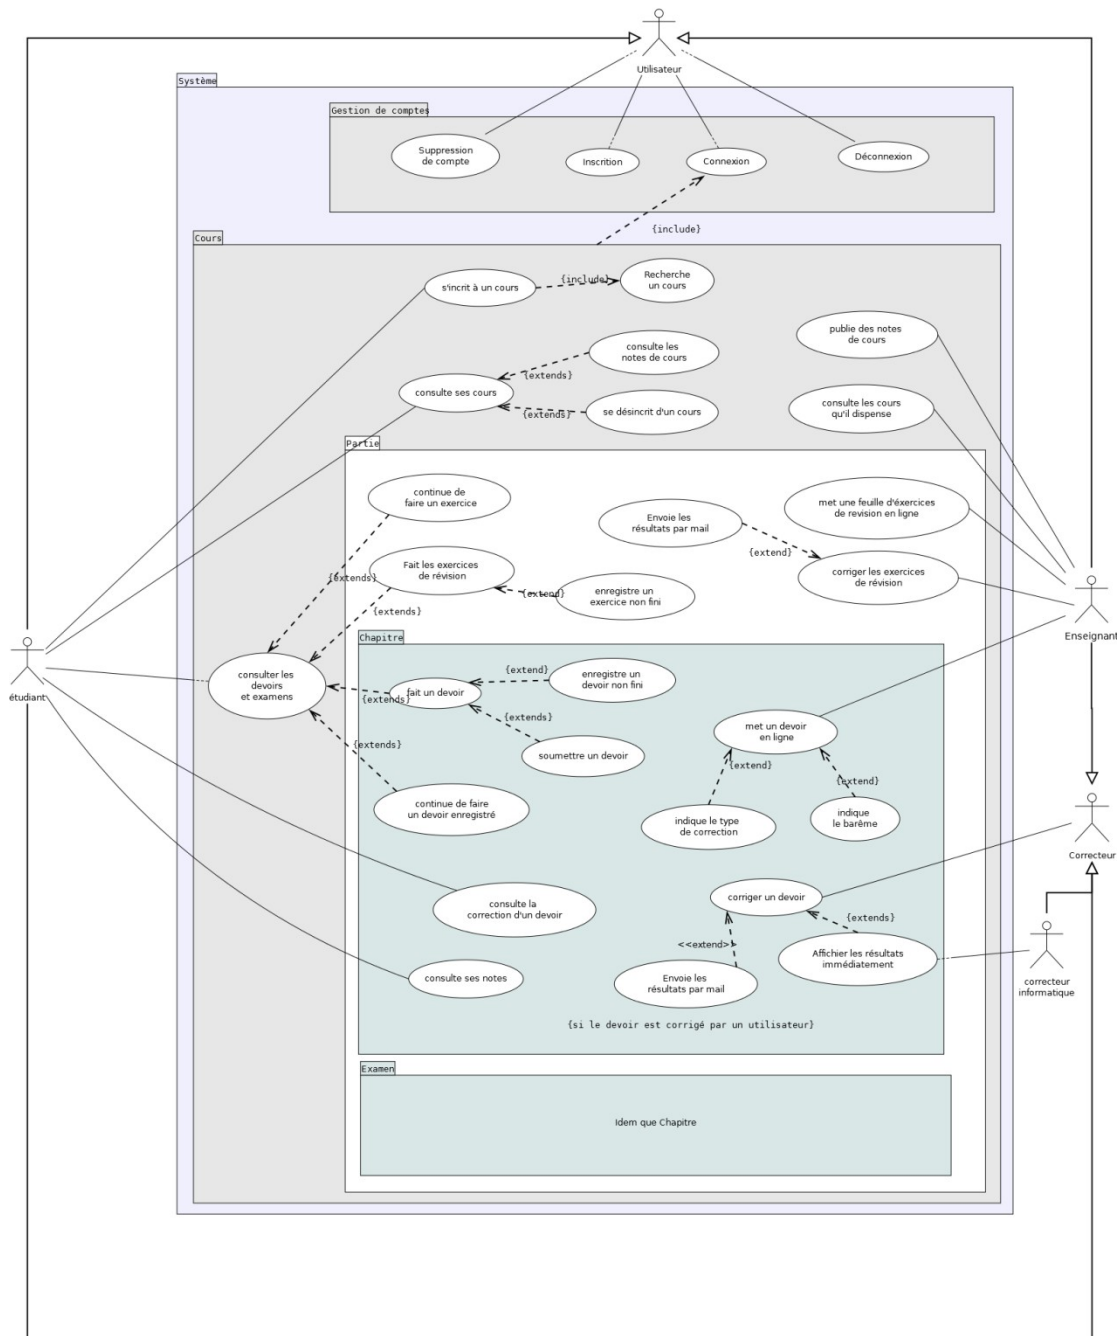 Utilisateur
Système
Gestion de comptes
Suppression
de compte
Inscrition
Connexion
Déconnexion
{include}
Cours
s'incrit à un cours
{include}
Recherche
un cours
publie des notes
de cours
consulte les
notes de cours
{extends}
consulte ses cours
consulte les cours
qu'il dispense
{extends}
se désincrit d'un cours
Partie
continue de
faire un exercice
met une feuille d'éxercices
de revision en ligne
Envoie les
résultats par mail
{extend}
Fait les exercices
de révision
{extends}
corriger les exercices
de révision
{extend}
enregistre un
exercice non fini
{extends}
Enseignant
Chapitre
étudiant
consulter les
devoirs
et examens
{extend}
enregistre un
devoir non fini
fait un devoir
{extends}
{extends}
met un devoir
en ligne
{extends}
soumettre un devoir
{extend}
{extend}
continue de faire
un devoir enregistré
indique le type
de correction
indique
le barême
Correcteur
consulte la
correction d'un devoir
corriger un devoir
{extends}
<<extend>>
Affichier les résultats
immédiatement
consulte ses notes
Envoie les
résultats par mail
correcteur
informatique
{si le devoir est corrigé par un utilisateur}
Examen
Idem que Chapitre